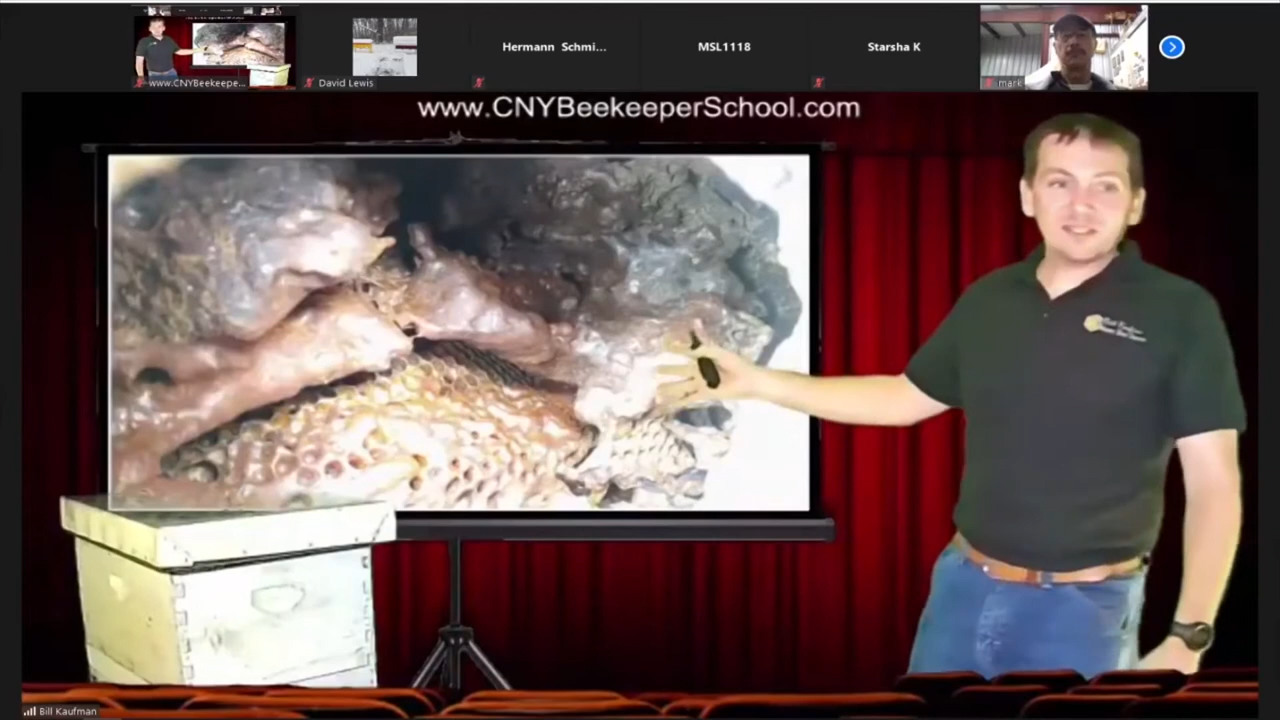 www.CNYBeekeepe...
David Lewis
Hermann Schmi...
MSL1118
Starsha K
mark
www.CNYBeekeeperSchool.com
Bill Kaufman